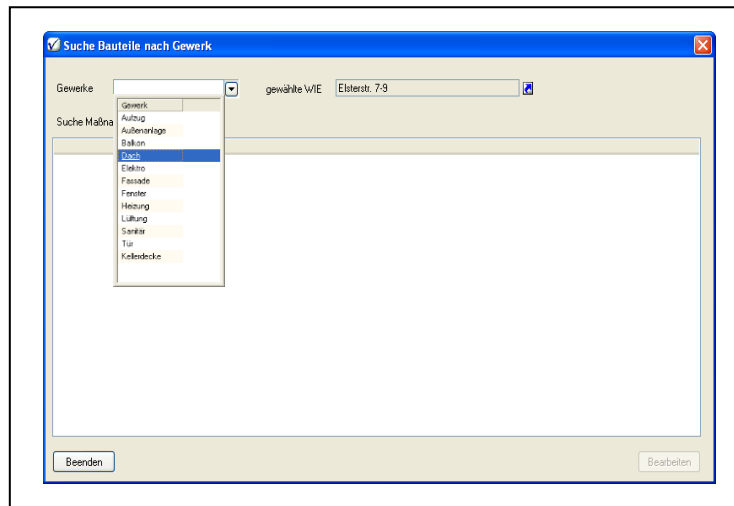 Suche Bauteile nach Gewerk
Gewerke gewählte WIE Elsterstr. 7-9
Suche Maßna
Gewerk
Aufzug
Außenanlage
Balkon
Dach
Elektro
Fassade
Fenster
Heizung
Lüftung
Sanitär
Tür
Kellerdecke
Beenden Bearbeiten